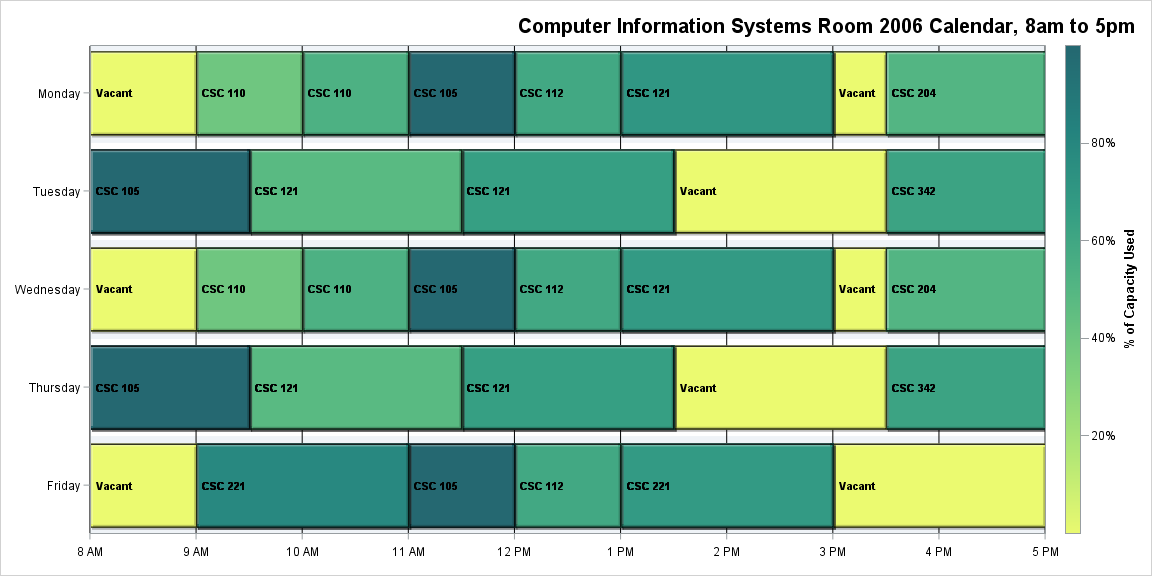 Computer Information Systems Room 2006 Calendar, 8am to 5pm
Monday
Vacant
CSC 110
CSC 110
CSC 105
CSC 112
CSC 121
Vacant
CSC 204
Tuesday
CSC 105
CSC 121
CSC 121
Vacant
CSC 342
Wednesday
Vacant
CSC 110
CSC 110
CSC 105
CSC 112
CSC 121
Vacant
CSC 204
Thursday
CSC 105
CSC 121
CSC 121
Vacant
CSC 342
Friday
Vacant
CSC 221
CSC 105
CSC 112
CSC 221
Vacant
8 AM
9 AM
10 AM
11 AM
12 PM
1 PM
2 PM
3 PM
4 PM
5 PM
80%
60%
40%
20%
% of Capacity Used